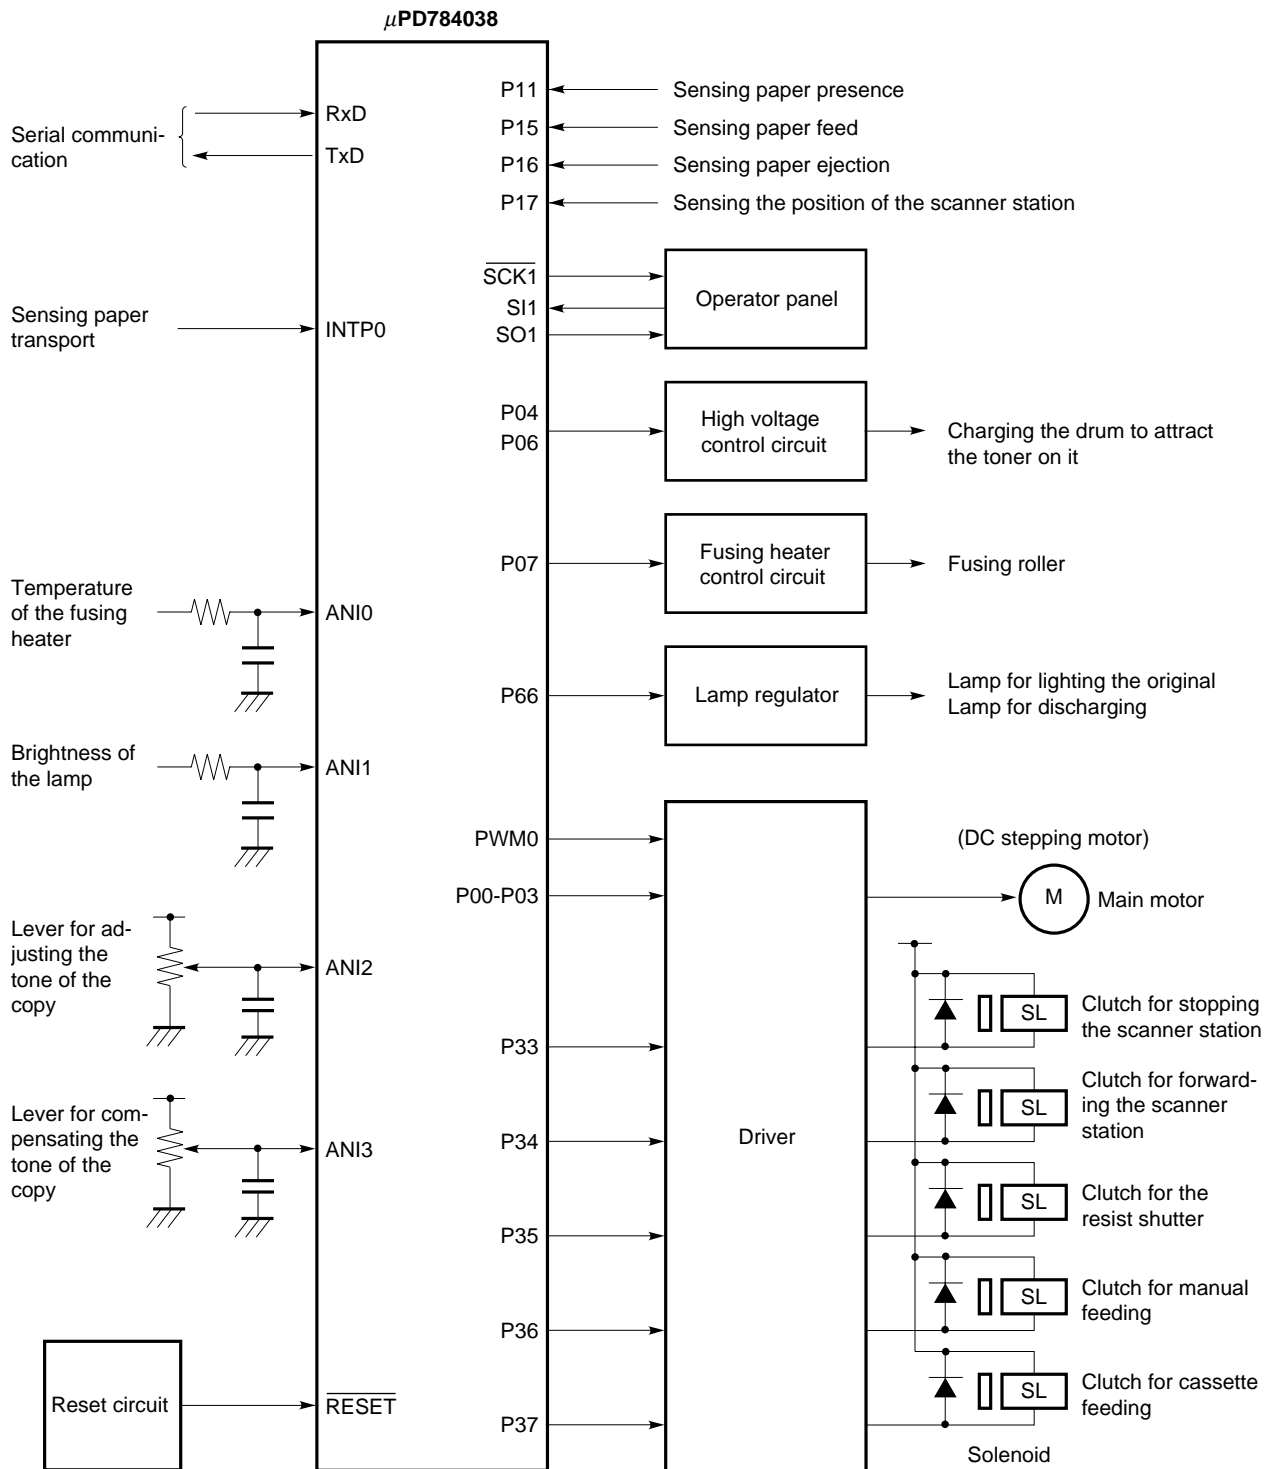 μPD784038
Serial communi-
cation
RxD
TxD
Sensing paper
transport
INTP0
Temperature
of the fusing
heater
ANI0
Brightness of
the lamp
ANI1
Lever for ad-
justing the
tone of the
copy
ANI2
Lever for com-
pensating the
tone of the
copy
ANI3
Reset circuit
RESET
P11
Sensing paper presence
P15
Sensing paper feed
P16
Sensing paper ejection
P17
Sensing the position of the scanner station
SCK1
SI1
SO1
Operator panel
P04
P06
High voltage
control circuit
Charging the drum to attract
the toner on it
P07
Fusing heater
control circuit
Fusing roller
P66
Lamp regulator
Lamp for lighting the original
Lamp for discharging
PWM0
P00-P03
P33
P34
P35
P36
P37
Driver
(DC stepping motor)
M
Main motor
SL
Clutch for stopping
the scanner station
SL
Clutch for forward-
ing the scanner
station
SL
Clutch for the
resist shutter
SL
Clutch for manual
feeding
SL
Clutch for cassette
feeding
Solenoid